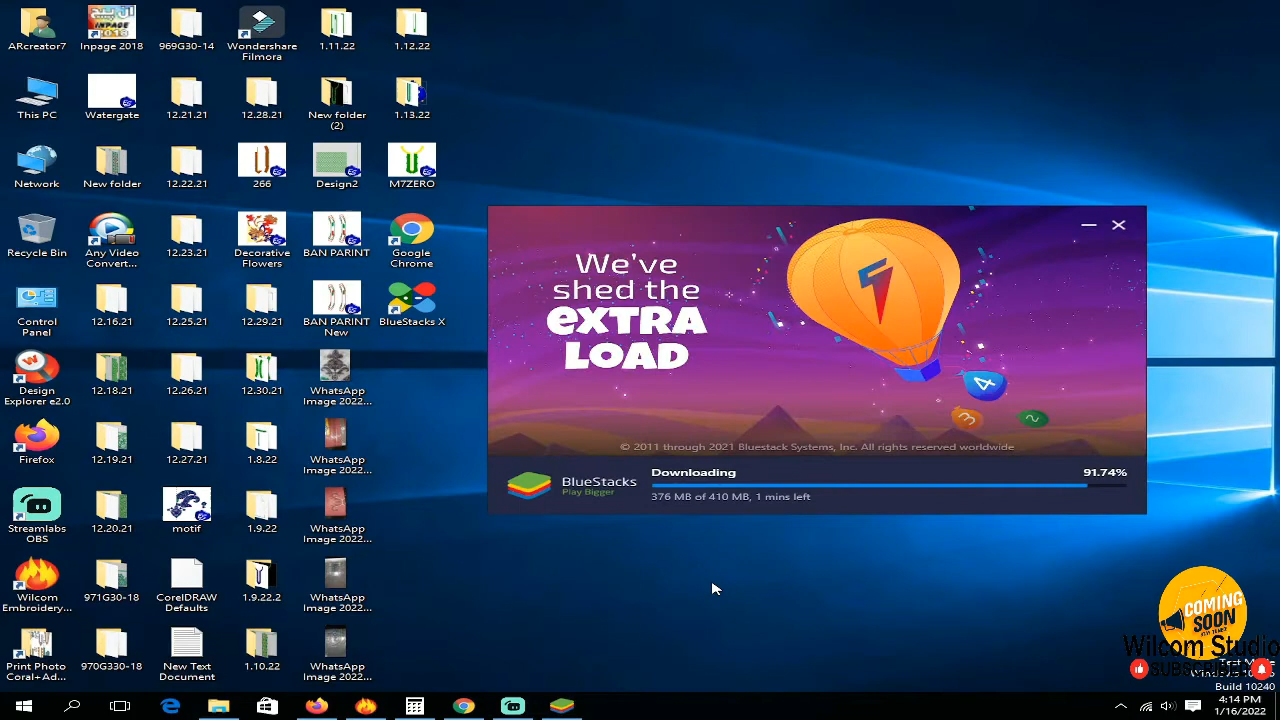 ARcreator7
Inpage 2018
969G30-14
Wondershare
Filmora
1.11.22
1.12.22
This PC
Watergate
12.21.21
12.28.21
New folder
(2)
1.13.22
Network
New folder
12.22.21
266
Design2
M7ZERO
Recycle Bin
Any Video
Convert...
12.23.21
Decorative
Flowers
BAN PARINT
Google
Chrome
Control
Panel
12.16.21
12.25.21
12.29.21
BAN PARINT
New
BlueStacks X
Design
Explorer e2.0
12.18.21
12.26.21
12.30.21
WhatsApp
Image 2022...
Firefox
12.19.21
12.27.21
1.8.22
WhatsApp
Image 2022...
Streamlabs
OBS
12.20.21
motif
1.9.22
WhatsApp
Image 2022...
Wilcom
Embroidery...
971G30-18
CorelDRAW
Defaults
1.9.22.2
WhatsApp
Image 2022...
Print Photo
Coral+Ad...
970G330-18
New Text
Document
1.10.22
WhatsApp
We've
shed the
eXTRA
LOAD
4
3
2
© 2011 through 2021 Bluestack Systems, Inc. All rights reserved worldwide
BlueStacks
Play Bigger
Downloading
91.74%
376 MB of 410 MB, 1 mins left
COMING
SOON
Wilcom Studio
SUBSCRIBE
Build 10240
4:14 PM
1/16/2022